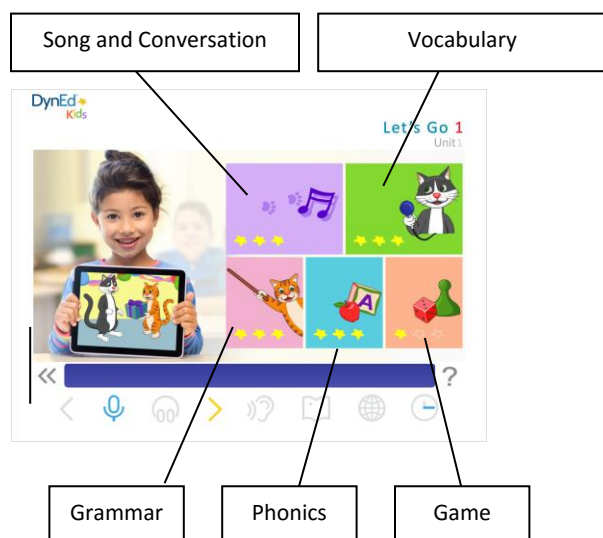 Song and Conversation
Vocabulary
DynEd
Kids
Let's Go 1
Unit 1
A
?
Grammar
Phonics
Game